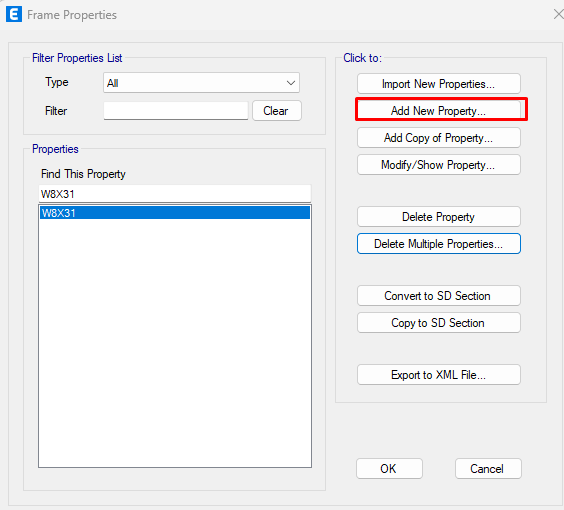 E Frame Properties
Filter Properties List
Type
All
Filter
Clear
Properties
Find This Property
W8X31
W8X31
Click to:
Import New Properties...
Add New Property...
Add Copy of Property...
Modify/Show Property...
Delete Property
Delete Multiple Properties...
Convert to SD Section
Copy to SD Section
Export to XML File...
OK
Cancel